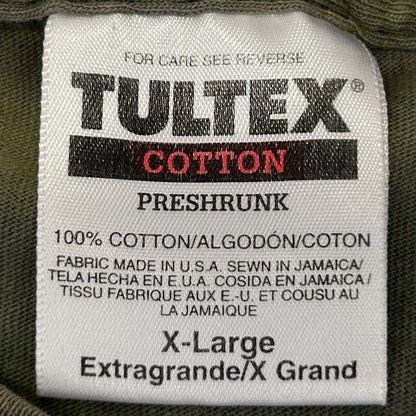 FOR CARE SEE REVERSE
TULTEX®
COTTON
PRESHRUNK
100% COTTON/ALGODÓN/COTON
FABRIC MADE IN U.S.A. SEWN IN JAMAICA/
TELA HECHA EN E.U.A. COSIDA EN JAMAICA/
TISSU FABRIQUE AUX E.-U. ET COUSU AU
LA JAMAIQUE
X-Large
Extragrande/X Grand